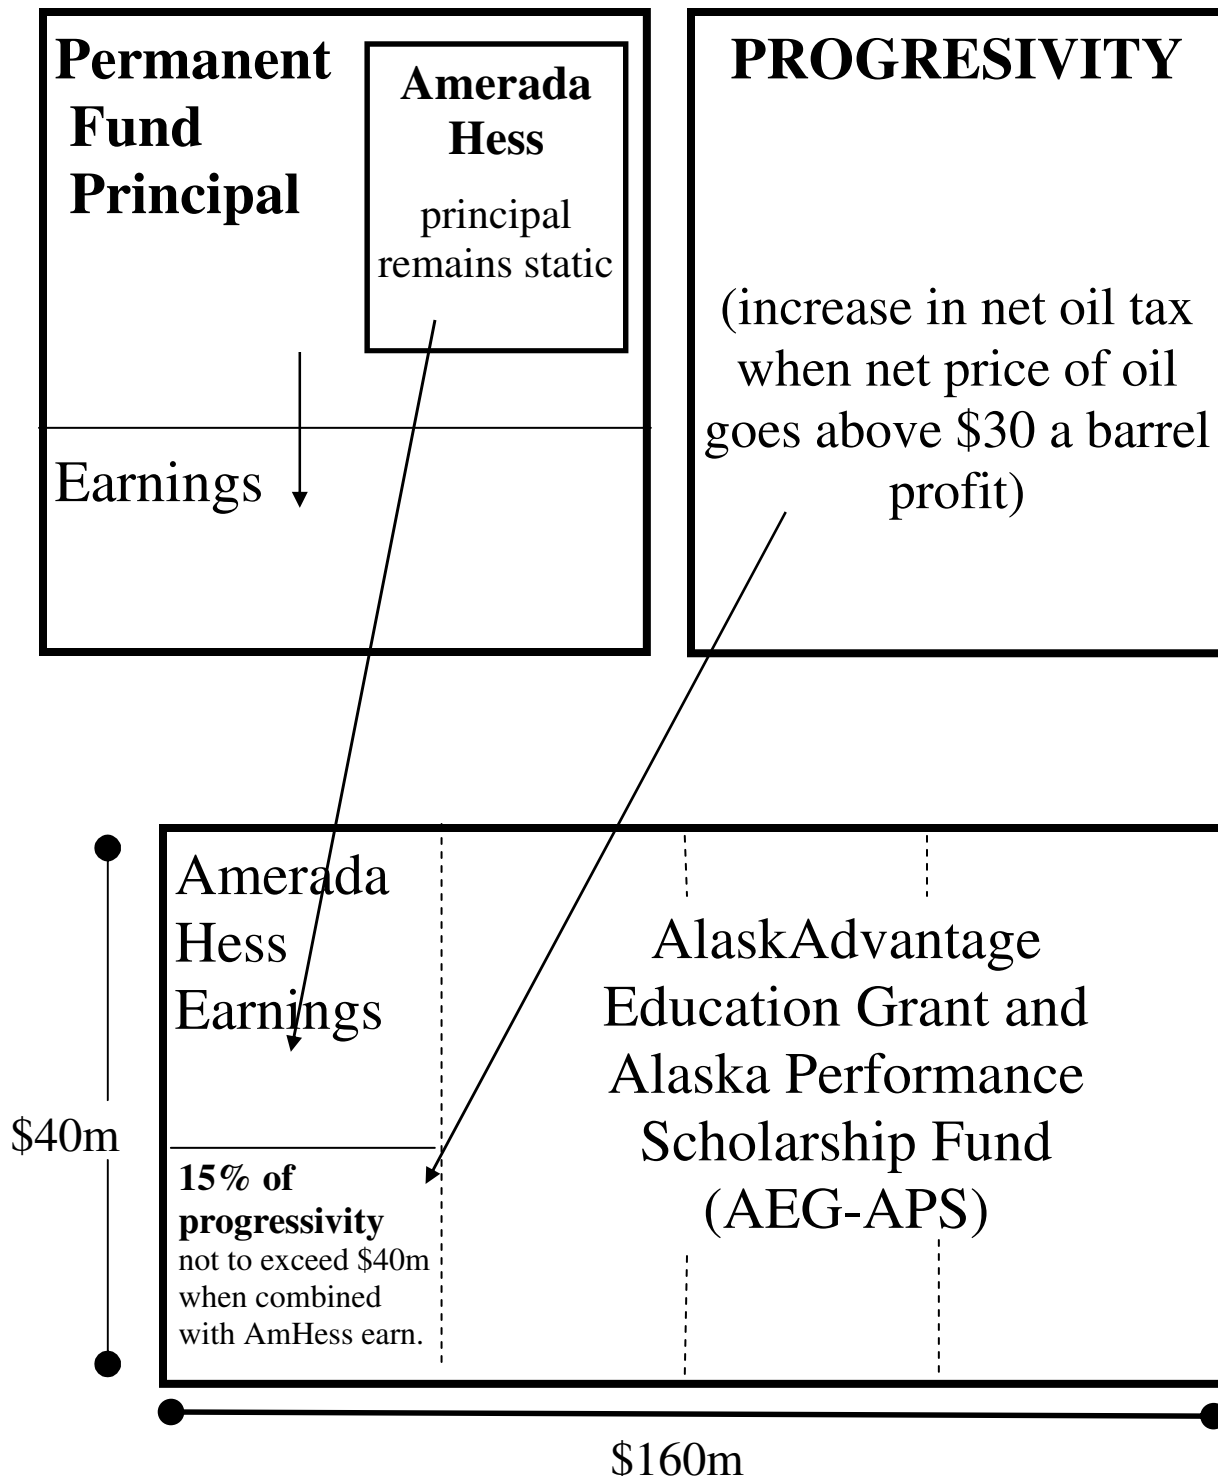 Permanent
Fund
Principal
Amerada
Hess
principal
remains static
Earnings
PROGRESIVITY
(increase in net oil tax
when net price of oil
goes above $30 a barrel
profit)
Amerada
Hess
Earnings
$40m
15% of
progressivity
not to exceed $40m
when combined
with AmHess earn.
AlaskAdvantage
Education Grant and
Alaska Performance
Scholarship Fund
(AEG-APS)
$160m